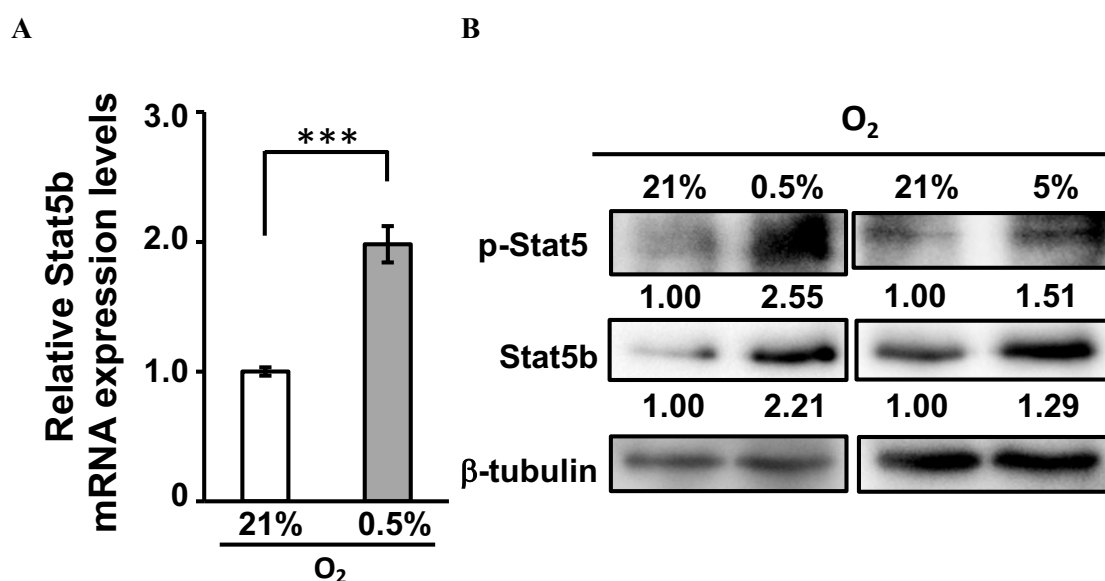 A
Relative Stat5b
mRNA expression levels
3.0
2.0
1.0
0
***
21% 0.5%
O₂
B
O₂
21% 0.5% 21% 5%
p-Stat5
1.00 2.55 1.00 1.51
Stat5b
1.00 2.21 1.00 1.29
β-tubulin